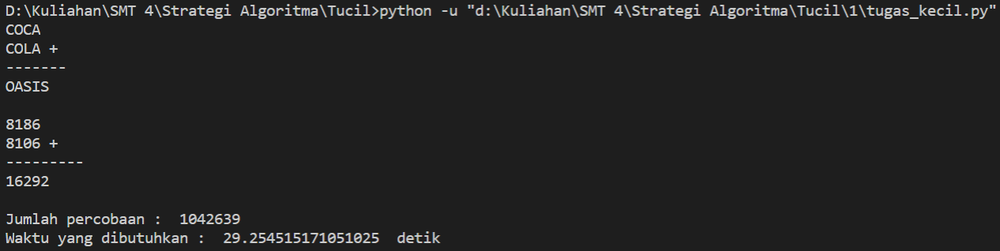 D:\Kuliahan\SMT 4\Strategi Algoritma\Tucil>python -u "d:\Kuliahan\SMT 4\Strategi Algoritma\Tucil\1\tugas_kecil.py"
COCA
COLA +
-------
OASIS
8186
8106 +
---------
16292
Jumlah percobaan :  1042639
Waktu yang dibutuhkan :  29.254515171051025  detik